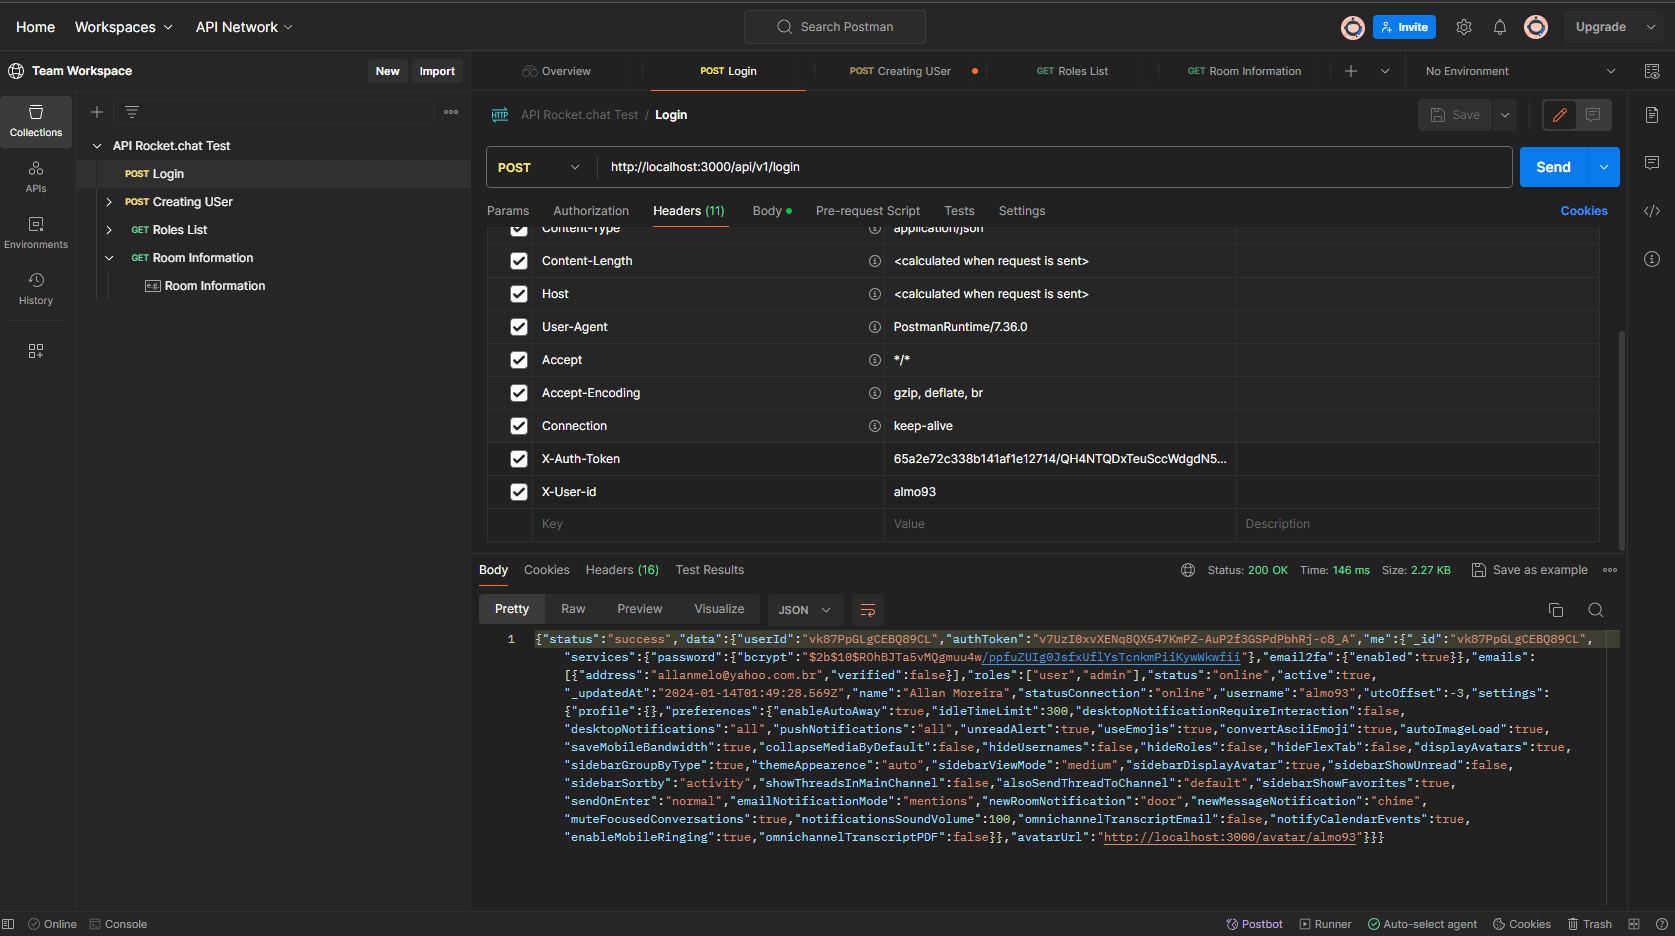 Home Workspaces API Network Search Postman Invite Upgrade
Team Workspace New Import Overview POST Login POST Creating USer GET Roles List GET Room Information No Environment
Collections
APIs
Environments
History
API Rocket.chat Test
POST Login
POST Creating USer
GET Roles List
GET Room Information
e.g. Room Information
HTTP API Rocket.chat Test / Login Save
POST http://localhost:3000/api/v1/login Send
Params Authorization Headers (11) Body Pre-request Script Tests Settings Cookies
Content-Type application/json
Content-Length <calculated when request is sent>
Host <calculated when request is sent>
User-Agent PostmanRuntime/7.36.0
Accept */*
Accept-Encoding gzip, deflate, br
Connection keep-alive
X-Auth-Token 65a2e72c338b141af1e12714/QH4NTQDxTeuSccWdgdN5...
X-User-id almo93
Key Value Description
Body Cookies Headers (16) Test Results Status: 200 OK Time: 146 ms Size: 2.27 KB Save as example
Pretty Raw Preview Visualize JSON
1 {"status":"success","data":{"userId":"vk87PpGLgCEBQ89CL","authToken":"v7UzI0xvXENq8QX547KmPZ-AuP2f3GSPdPbhRj-c8_A","me":{"_id":"vk87PpGLgCEBQ89CL",
"services":{"password":{"bcrypt":"$2b$10$ROhBJTa5vMQgmuu4w/ppfuZUIg0JsfxUflYsTcnkmPiiKywWkwfii"},"email2fa":{"enabled":true}},"emails":
[{"address":"allanmelo@yahoo.com.br","verified":false}],"roles":["user","admin"],"status":"online","active":true,
"_updatedAt":"2024-01-14T01:49:28.569Z","name":"Allan Moreira","statusConnection":"online","username":"almo93","utcOffset":-3,"settings":
{"profile":{},"preferences":{"enableAutoAway":true,"idleTimeLimit":300,"desktopNotificationRequireInteraction":false,
"desktopNotifications":"all","pushNotifications":"all","unreadAlert":true,"useEmojis":true,"convertAsciiEmoji":true,"autoImageLoad":true,
"saveMobileBandwidth":true,"collapseMediaByDefault":false,"hideUsernames":false,"hideRoles":false,"hideFlexTab":false,"displayAvatars":true,
"sidebarGroupByType":true,"themeAppearence":"auto","sidebarViewMode":"medium","sidebarDisplayAvatar":true,"sidebarShowUnread":false,
"sidebarSortby":"activity","showThreadsInMainChannel":false,"alsoSendThreadToChannel":"default","sidebarShowFavorites":true,
"sendOnEnter":"normal","emailNotificationMode":"mentions","newRoomNotification":"door","newMessageNotification":"chime",
"muteFocusedConversations":true,"notificationsSoundVolume":100,"omnichannelTranscriptEmail":false,"notifyCalendarEvents":true,
"enableMobileRinging":true,"omnichannelTranscriptPDF":false}},"avatarUrl":"http://localhost:3000/avatar/almo93"}}}
Online Console Postbot Runner Auto-select agent Cookies Trash